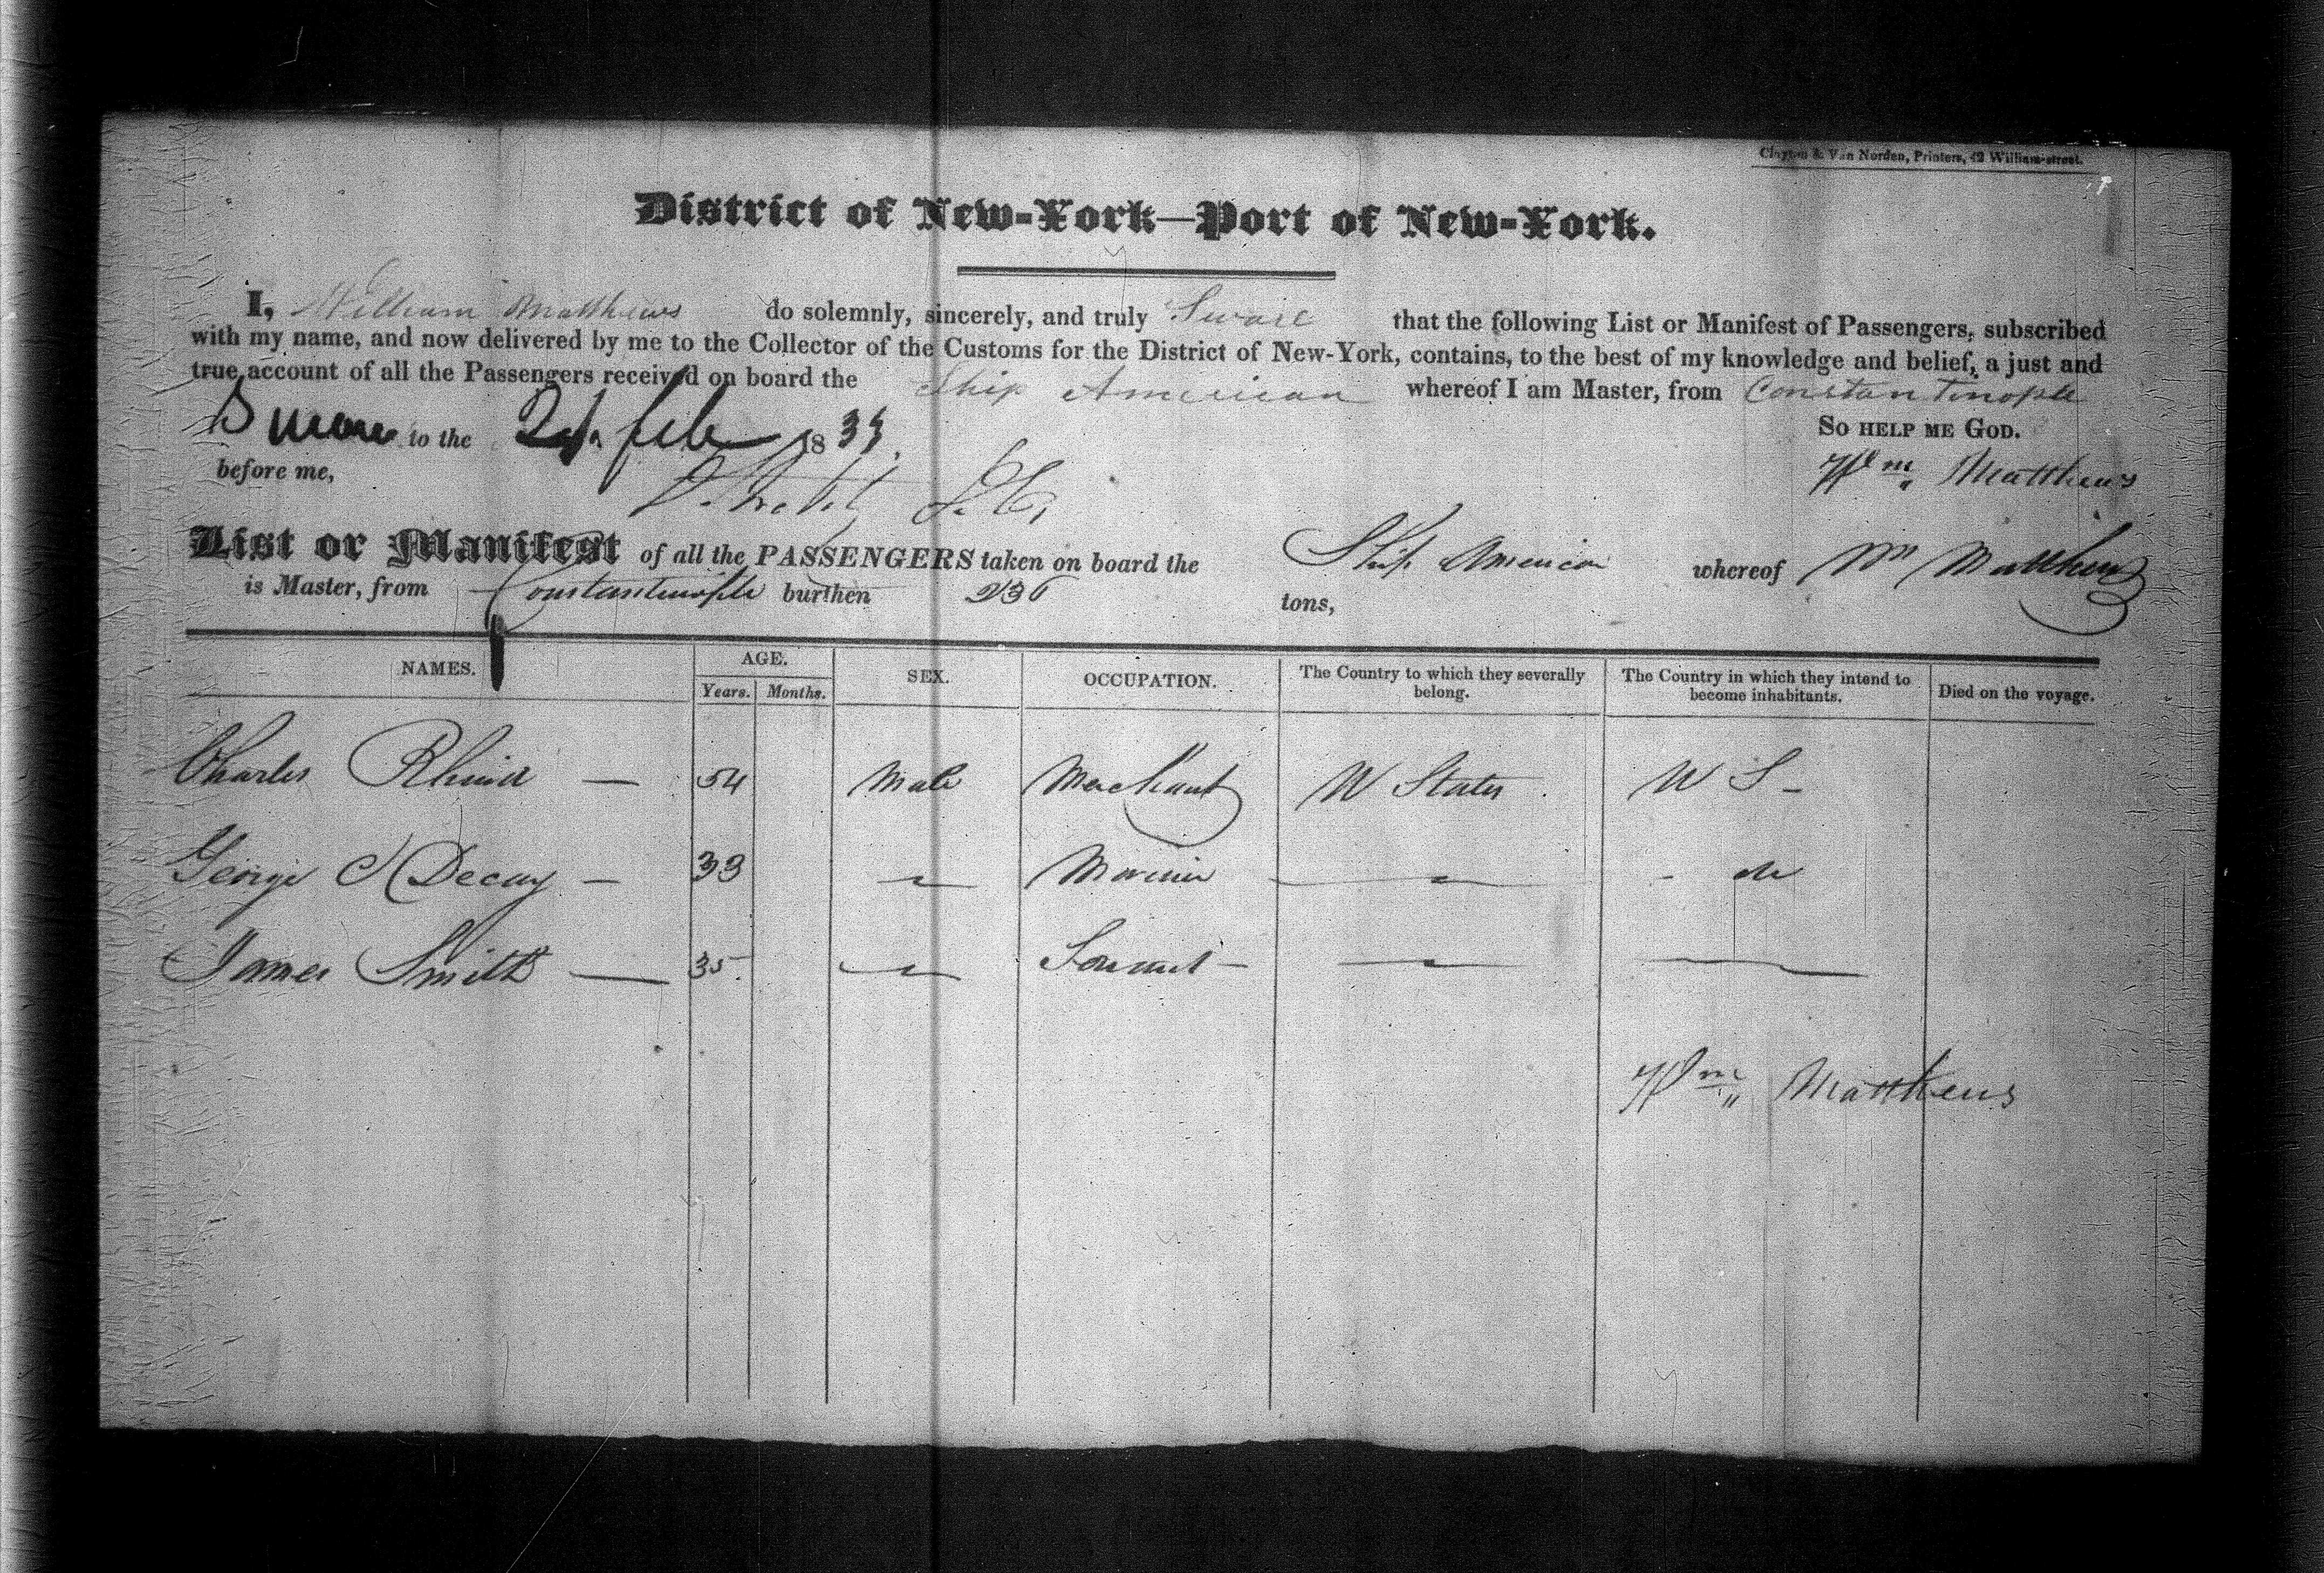 Clayton & Van Norden, Printers, 42 William-street.
District of New-York—Port of New-York.
I, William Matthews do solemnly, sincerely, and truly Swear that the following List or Manifest of Passengers, subscribed
with my name, and now delivered by me to the Collector of the Customs for the District of New-York, contains, to the best of my knowledge and belief, a just and
true account of all the Passengers received on board the Ship American whereof I am Master, from Constantinople
Sworn to the feb 1833. So help me God.
before me, Wm Matthews
List or Manifest of all the PASSENGERS taken on board the Ship American whereof Wm Matthews
is Master, from Constantinople burthen 236 tons,
NAMES. AGE. SEX. OCCUPATION. The Country to which they severally belong. The Country in which they intend to become inhabitants. Died on the voyage.
Years. Months.
Charles Rhind — 54 Male Merchant U States U S -
George Decay — 33 Mariner - do
James Smith — 35 Servant -
Wm Matthews